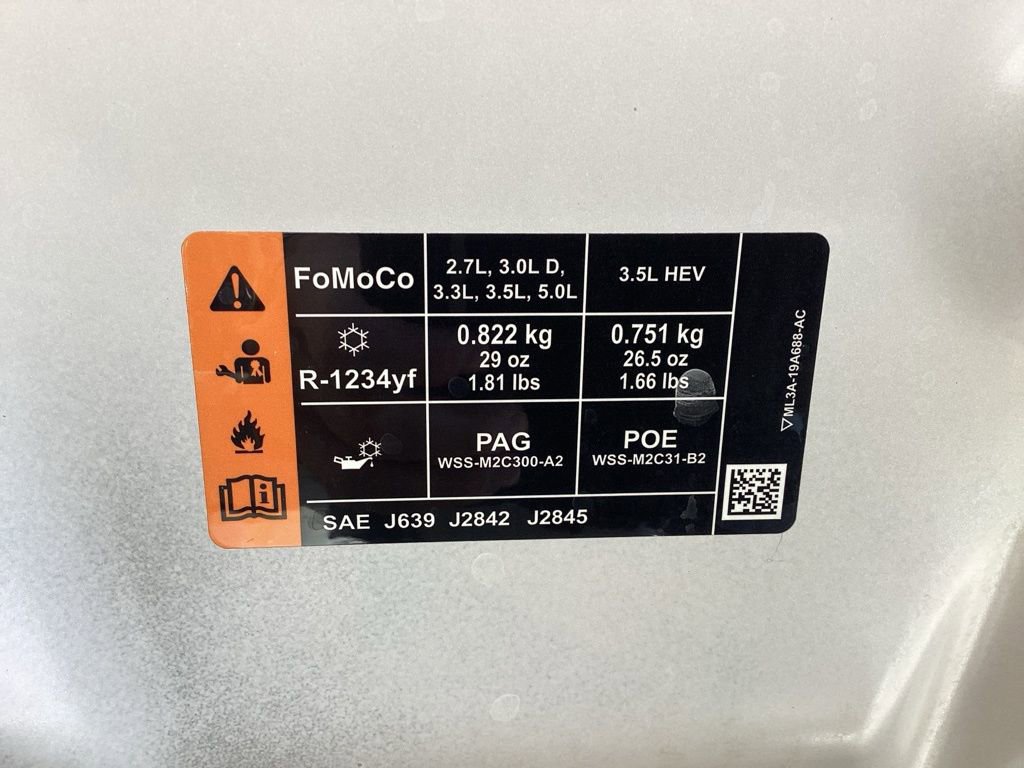 FoMoCo
2.7L, 3.0L D,
3.3L, 3.5L, 5.0L
3.5L HEV
R-1234yf
0.822 kg
29 oz
1.81 lbs
0.751 kg
26.5 oz
1.66 lbs
PAG
WSS-M2C300-A2
POE
WSS-M2C31-B2
SAE J639 J2842 J2845
ML3A-19A688-AC